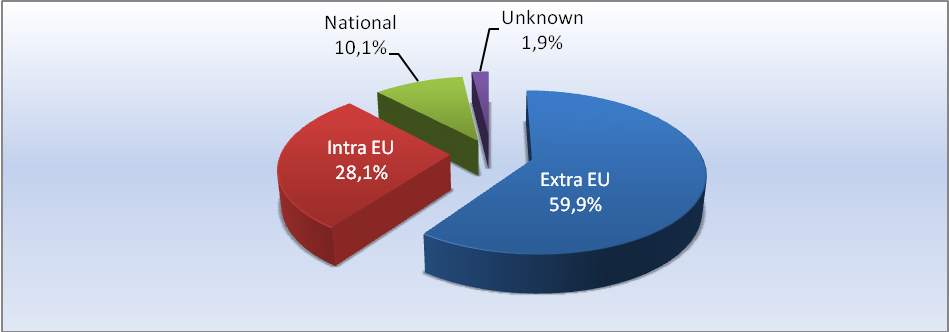 National
10,1%
Unknown
1,9%
Intra EU
28,1%
Extra EU
59,9%